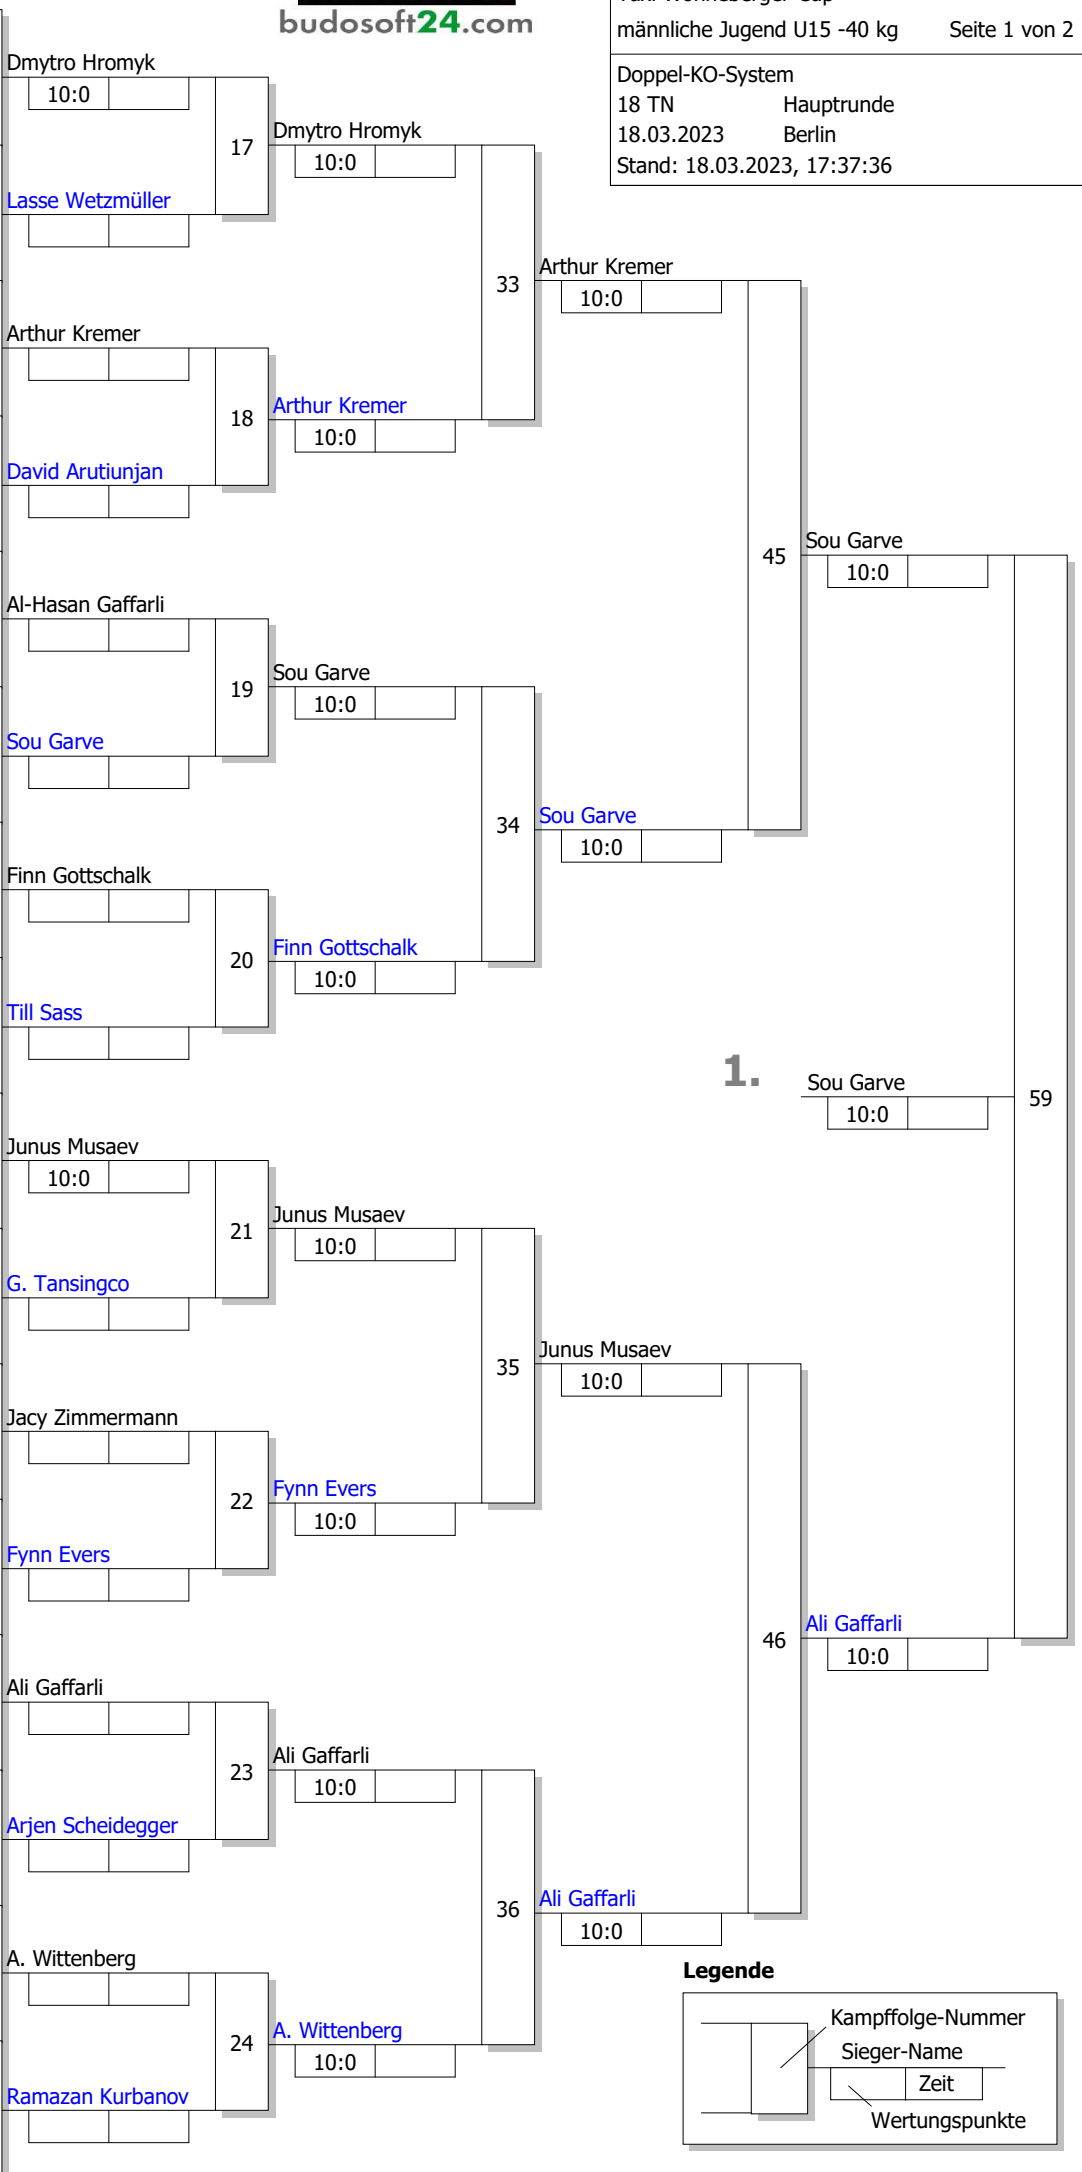 budosoft24.com
männliche Jugend U15 -40 kg Seite 1 von 2
Doppel-KO-System
18 TN Hauptrunde
18.03.2023 Berlin
Stand: 18.03.2023, 17:37:36
Dmytro Hromyk
10:0
17
Lasse Wetzmüller
Dmytro Hromyk
10:0
33
Arthur Kremer
18
David Arutiunjan
Arthur Kremer
10:0
Arthur Kremer
10:0
45
Al-Hasan Gaffarli
19
Sou Garve
Sou Garve
10:0
34
Finn Gottschalk
20
Till Sass
Finn Gottschalk
10:0
Sou Garve
10:0
Sou Garve
10:0
59
1.
Sou Garve
10:0
Junus Musaev
10:0
21
G. Tansingco
Junus Musaev
10:0
35
Jacy Zimmermann
22
Fynn Evers
Fynn Evers
10:0
Junus Musaev
10:0
46
Ali Gaffarli
10:0
Ali Gaffarli
23
Arjen Scheidegger
Ali Gaffarli
10:0
36
Ali Gaffarli
10:0
A. Wittenberg
24
Ramazan Kurbanov
A. Wittenberg
10:0
Legende
Kampffolge-Nummer
Sieger-Name
Zeit
Wertungspunkte